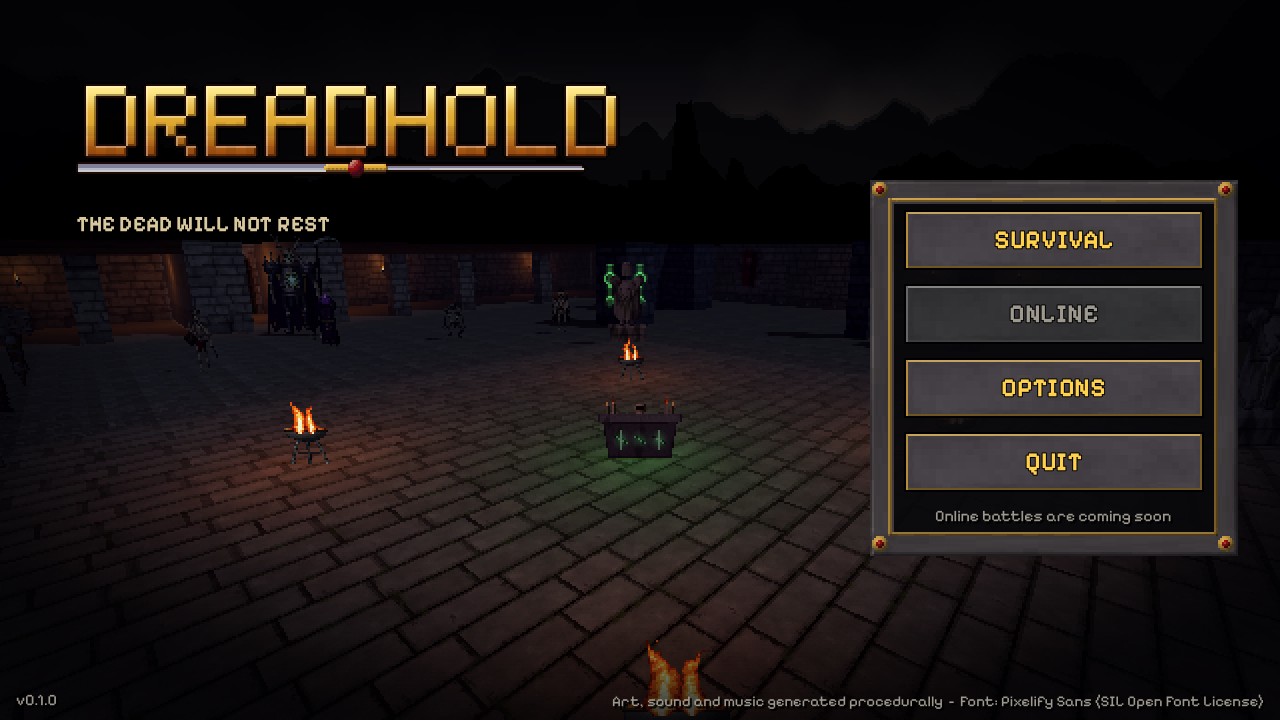 DREADHOLD
THE DEAD WILL NOT REST
SURVIVAL
ONLINE
OPTIONS
QUIT
Online battles are coming soon
v0.1.0
Art, sound and music generated procedurally - Font: Pixelify Sans (SIL Open Font License)